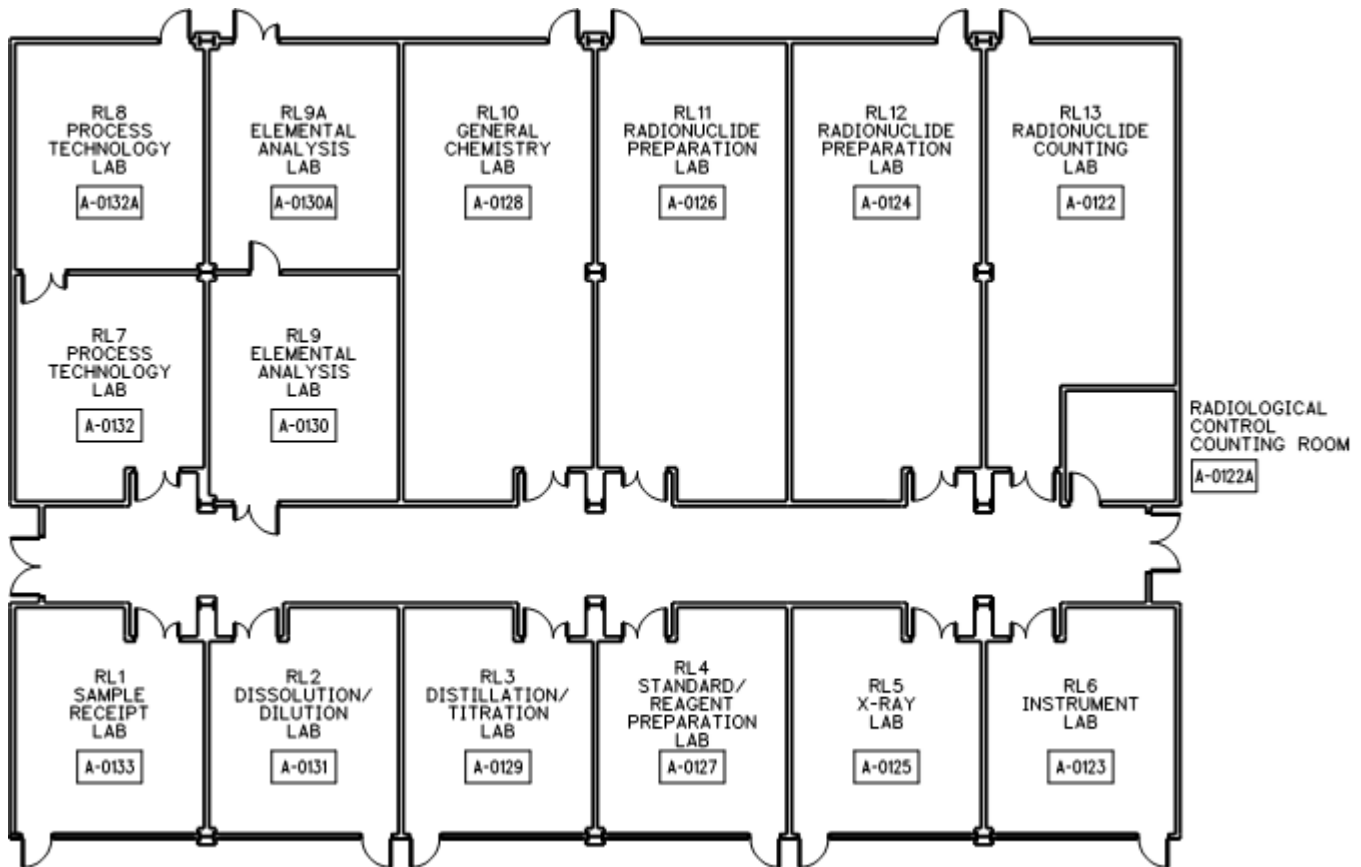 RL8
PROCESS
TECHNOLOGY
LAB
A-0132A
RL9A
ELEMENTAL
ANALYSIS
LAB
A-0130A
RL10
GENERAL
CHEMISTRY
LAB
A-0128
RL11
RADIONUCLIDE
PREPARATION
LAB
A-0126
RL12
RADIONUCLIDE
PREPARATION
LAB
A-0124
RL13
RADIONUCLIDE
COUNTING
LAB
A-0122
RL7
PROCESS
TECHNOLOGY
LAB
A-0132
RL9
ELEMENTAL
ANALYSIS
LAB
A-0130
RADIOLOGICAL
CONTROL
COUNTING ROOM
A-0122A
RL1
SAMPLE
RECEIPT
LAB
A-0133
RL2
DISSOLUTION/
DILUTION
LAB
A-0131
RL3
DISTILLATION/
TITRATION
LAB
A-0129
RL4
STANDARD/
REAGENT
PREPARATION
LAB
A-0127
RL5
X-RAY
LAB
A-0125
RL6
INSTRUMENT
LAB
A-0123